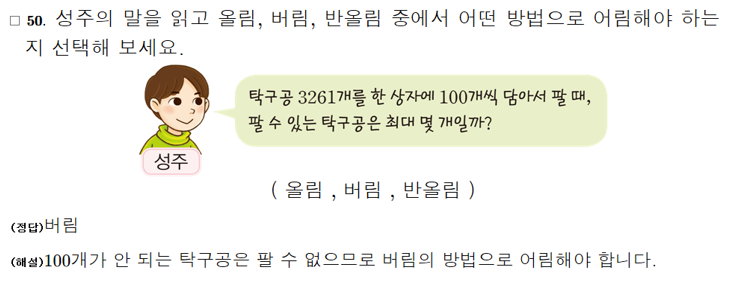 □ 50. 성주의 말을 읽고 올림, 버림, 반올림 중에서 어떤 방법으로 어림해야 하는
지 선택해 보세요.
탁구공 3261개를 한 상자에 100개씩 담아서 팔 때,
팔 수 있는 탁구공은 최대 몇 개일까?
성주
( 올림 , 버림 , 반올림 )
(정답)버림
(해설)100개가 안 되는 탁구공은 팔 수 없으므로 버림의 방법으로 어림해야 합니다.